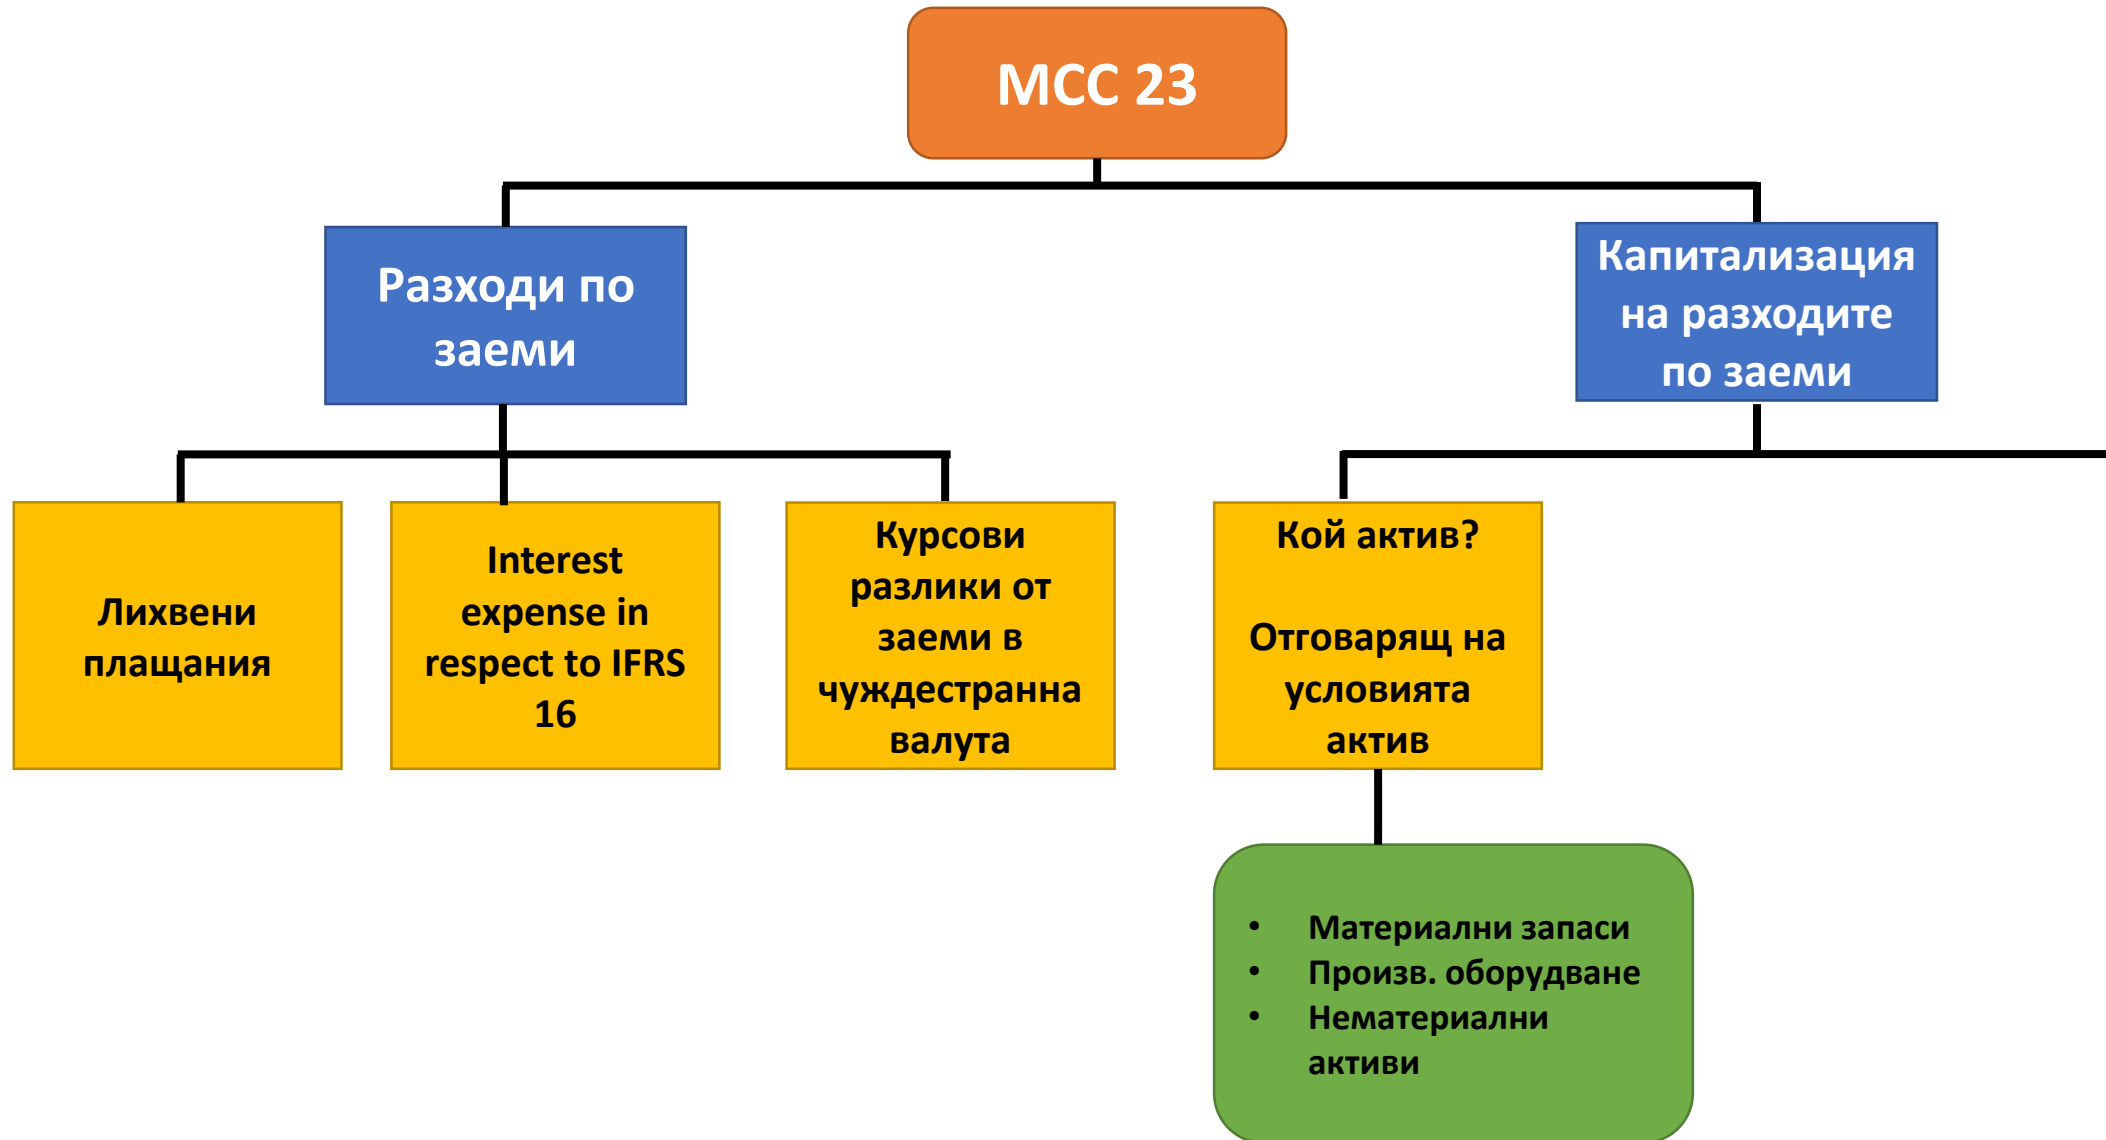 МСС 23
Разходи по
заеми
Капитализация
на разходите
по заеми
Лихвени
плащания
Interest
expense in
respect to IFRS
16
Курсови
разлики от
заеми в
чуждестранна
валута
Кой актив?
Отговарящ на
условията
актив
• Материални запаси
• Произв. оборудване
• Нематериални
активи